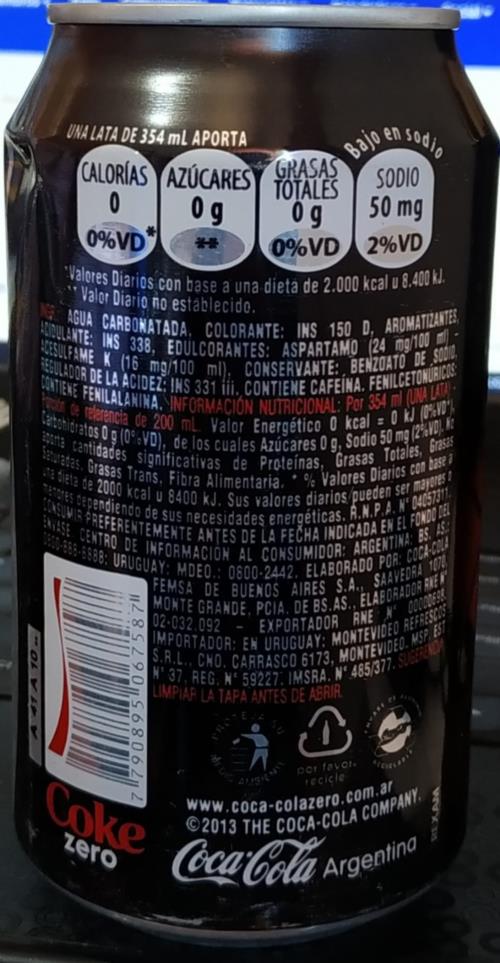 UNA LATA DE 354 mL APORTA
Bajo en sodio
CALORÍAS
0
0%VD*
AZÚCARES
0 g
**
GRASAS
TOTALES
0 g
0%VD
SODIO
50 mg
2%VD
*Valores Diarios con base a una dieta de 2.000 kcal u 8.400 kJ.
** Valor Diario no establecido.
AGUA CARBONATADA, COLORANTE: INS 150 D, AROMATIZANTES,
ACIDULANTE: INS 338, EDULCORANTES: ASPARTAMO (24 mg/100 ml) -
ACESULFAME K (16 mg/100 ml), CONSERVANTE: BENZOATO DE SODIO,
REGULADOR DE LA ACIDEZ: INS 331 iii. CONTIENE CAFEÍNA. FENILCETONÚRICOS:
CONTIENE FENILALANINA. INFORMACIÓN NUTRICIONAL: Por 354 ml (UNA LATA) -
Porción de referencia de 200 mL. Valor Energético 0 kcal = 0 kJ (0%VD*),
Carbohidratos 0 g (0%VD), de los cuales Azúcares 0 g, Sodio 50 mg (2%VD). No
aporta cantidades significativas de Proteínas, Grasas Totales, Grasas
Saturadas, Grasas Trans, Fibra Alimentaria. * % Valores Diarios con base a
una dieta de 2000 kcal u 8400 kJ. Sus valores diarios pueden ser mayores o
menores dependiendo de sus necesidades energéticas. R.N.P.A. N° 04057311.
CONSUMIR PREFERENTEMENTE ANTES DE LA FECHA INDICADA EN EL FONDO DEL
ENVASE. CENTRO DE INFORMACIÓN AL CONSUMIDOR: ARGENTINA, BS. AS.:
URUGUAY: MDEO.: 0800-2442. ELABORADO POR: COCA-COLA
FEMSA DE BUENOS AIRES S.A., SAAVEDRA 1070,
MONTE GRANDE, PCIA. DE BS.AS., ELABORADOR RNE N°
02-032.092 - EXPORTADOR RNE N°
IMPORTADOR: EN URUGUAY: MONTEVIDEO REFRESCOS
S.R.L., CNO. CARRASCO 6173, MONTEVIDEO. MSP. EST.
N° 37, REG. N° 59227. IMSRA. N° 485/377. SUGERENCIA:
LIMPIAR LA TAPA ANTES DE ABRIR.
7 790895 067587
A 41 A 10
por favor
recicle
www.coca-colazero.com.ar
©2013 THE COCA-COLA COMPANY.
REXAM
Coke
zero
Coca-Cola Argentina